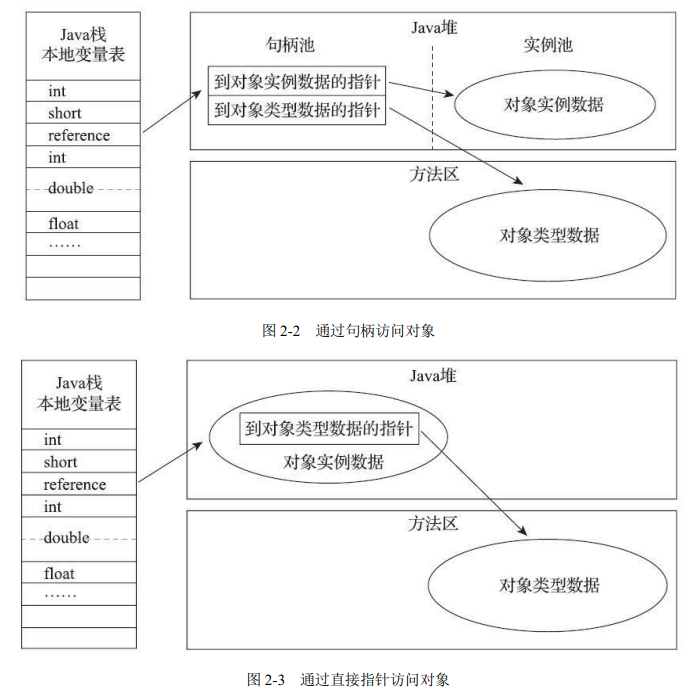 Java栈
本地变量表
int
short
reference
int
double
float
……
Java堆
句柄池
实例池
到对象实例数据的指针
到对象类型数据的指针
对象实例数据
方法区
对象类型数据
图 2-2 通过句柄访问对象
Java栈
本地变量表
int
short
reference
int
double
float
……
Java堆
到对象类型数据的指针
对象实例数据
方法区
对象类型数据
图 2-3 通过直接指针访问对象